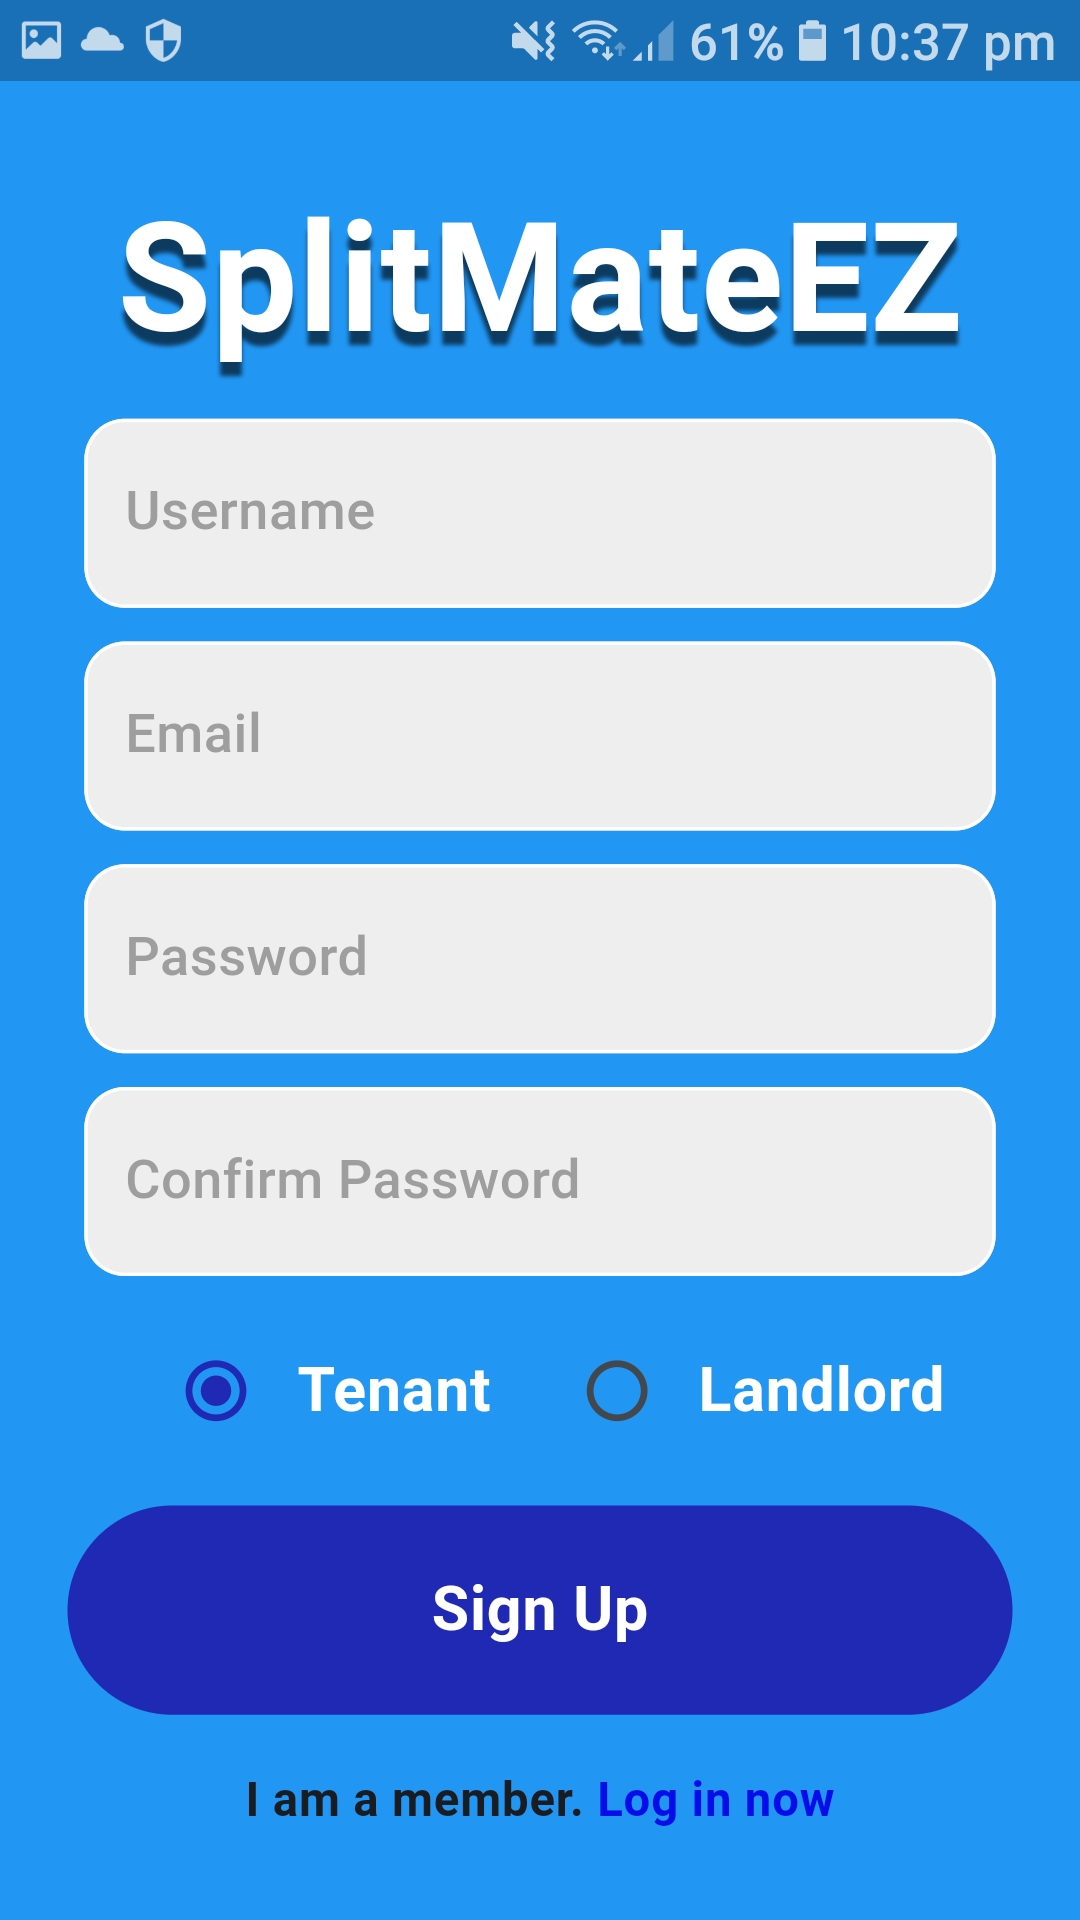 61% 10:37 pm
SplitMateEZ
Username
Email
Password
Confirm Password
Tenant Landlord
Sign Up
I am a member. Log in now